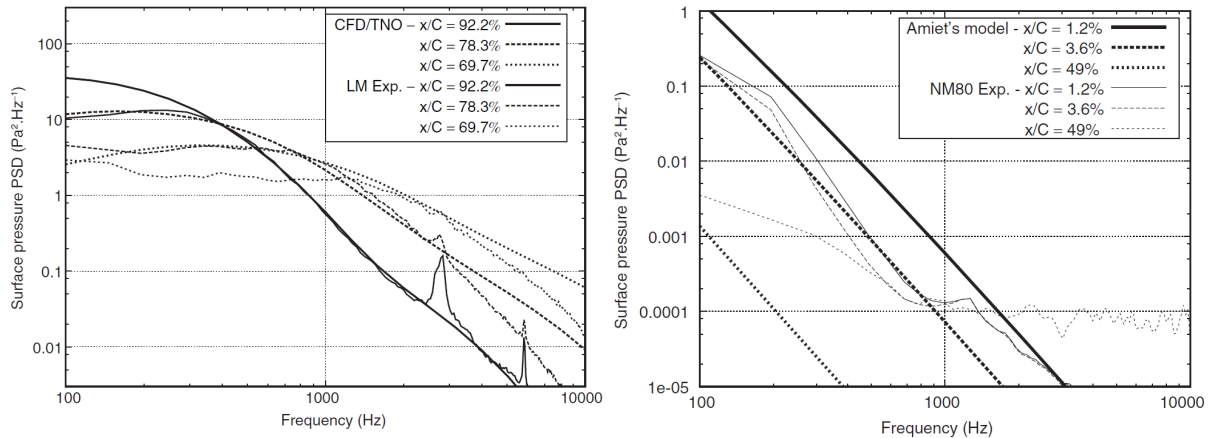 CFD/TNO – x/C = 92.2%
x/C = 78.3%
x/C = 69.7%
LM Exp. – x/C = 92.2%
x/C = 78.3%
x/C = 69.7%
100
10
1
0.1
0.01
Surface pressure PSD (Pa².Hz⁻¹)
100
1000
10000
Frequency (Hz)
Amiet's model - x/C = 1.2%
x/C = 3.6%
x/C = 49%
NM80 Exp. - x/C = 1.2%
x/C = 3.6%
x/C = 49%
1
0.1
0.01
0.001
0.0001
1e-05
Surface pressure PSD (Pa².Hz⁻¹)
100
1000
10000
Frequency (Hz)